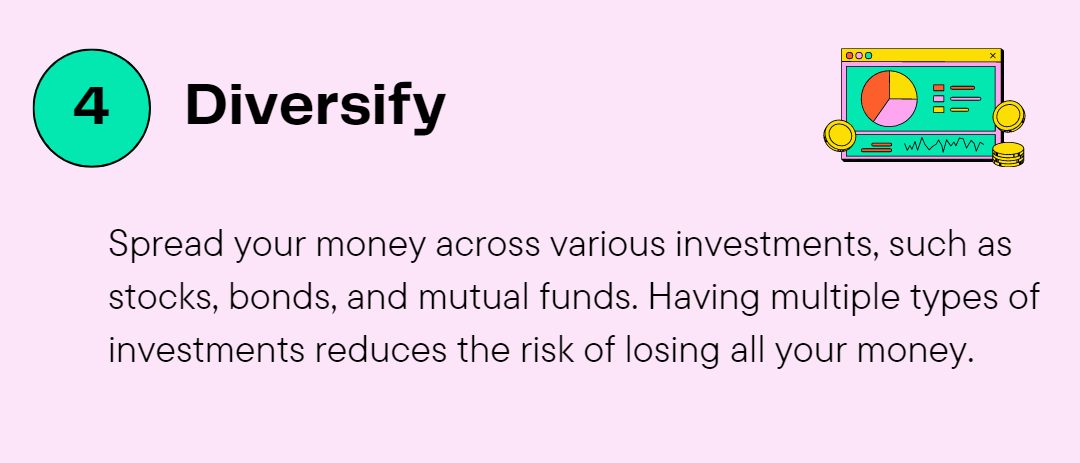 4 Diversify
Spread your money across various investments, such as
stocks, bonds, and mutual funds. Having multiple types of
investments reduces the risk of losing all your money.